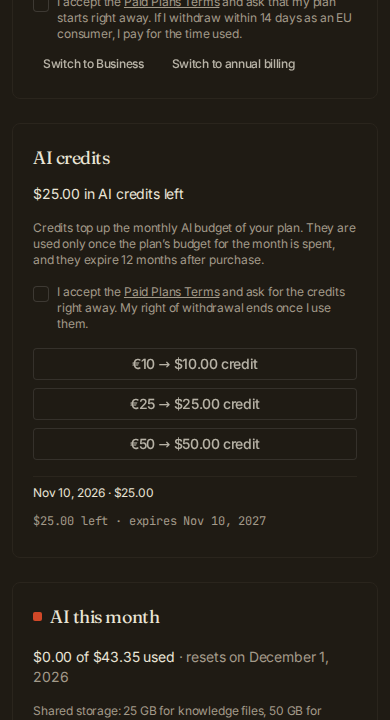 I accept the Paid Plans Terms and ask that my plan
starts right away. If I withdraw within 14 days as an EU
consumer, I pay for the time used.
Switch to Business Switch to annual billing
AI credits
$25.00 in AI credits left
Credits top up the monthly AI budget of your plan. They are
used only once the plan's budget for the month is spent,
and they expire 12 months after purchase.
I accept the Paid Plans Terms and ask for the credits
right away. My right of withdrawal ends once I use
them.
€10 → $10.00 credit
€25 → $25.00 credit
€50 → $50.00 credit
Nov 10, 2026 · $25.00
$25.00 left · expires Nov 10, 2027
AI this month
$0.00 of $43.35 used · resets on December 1,
2026
Shared storage: 25 GB for knowledge files, 50 GB for